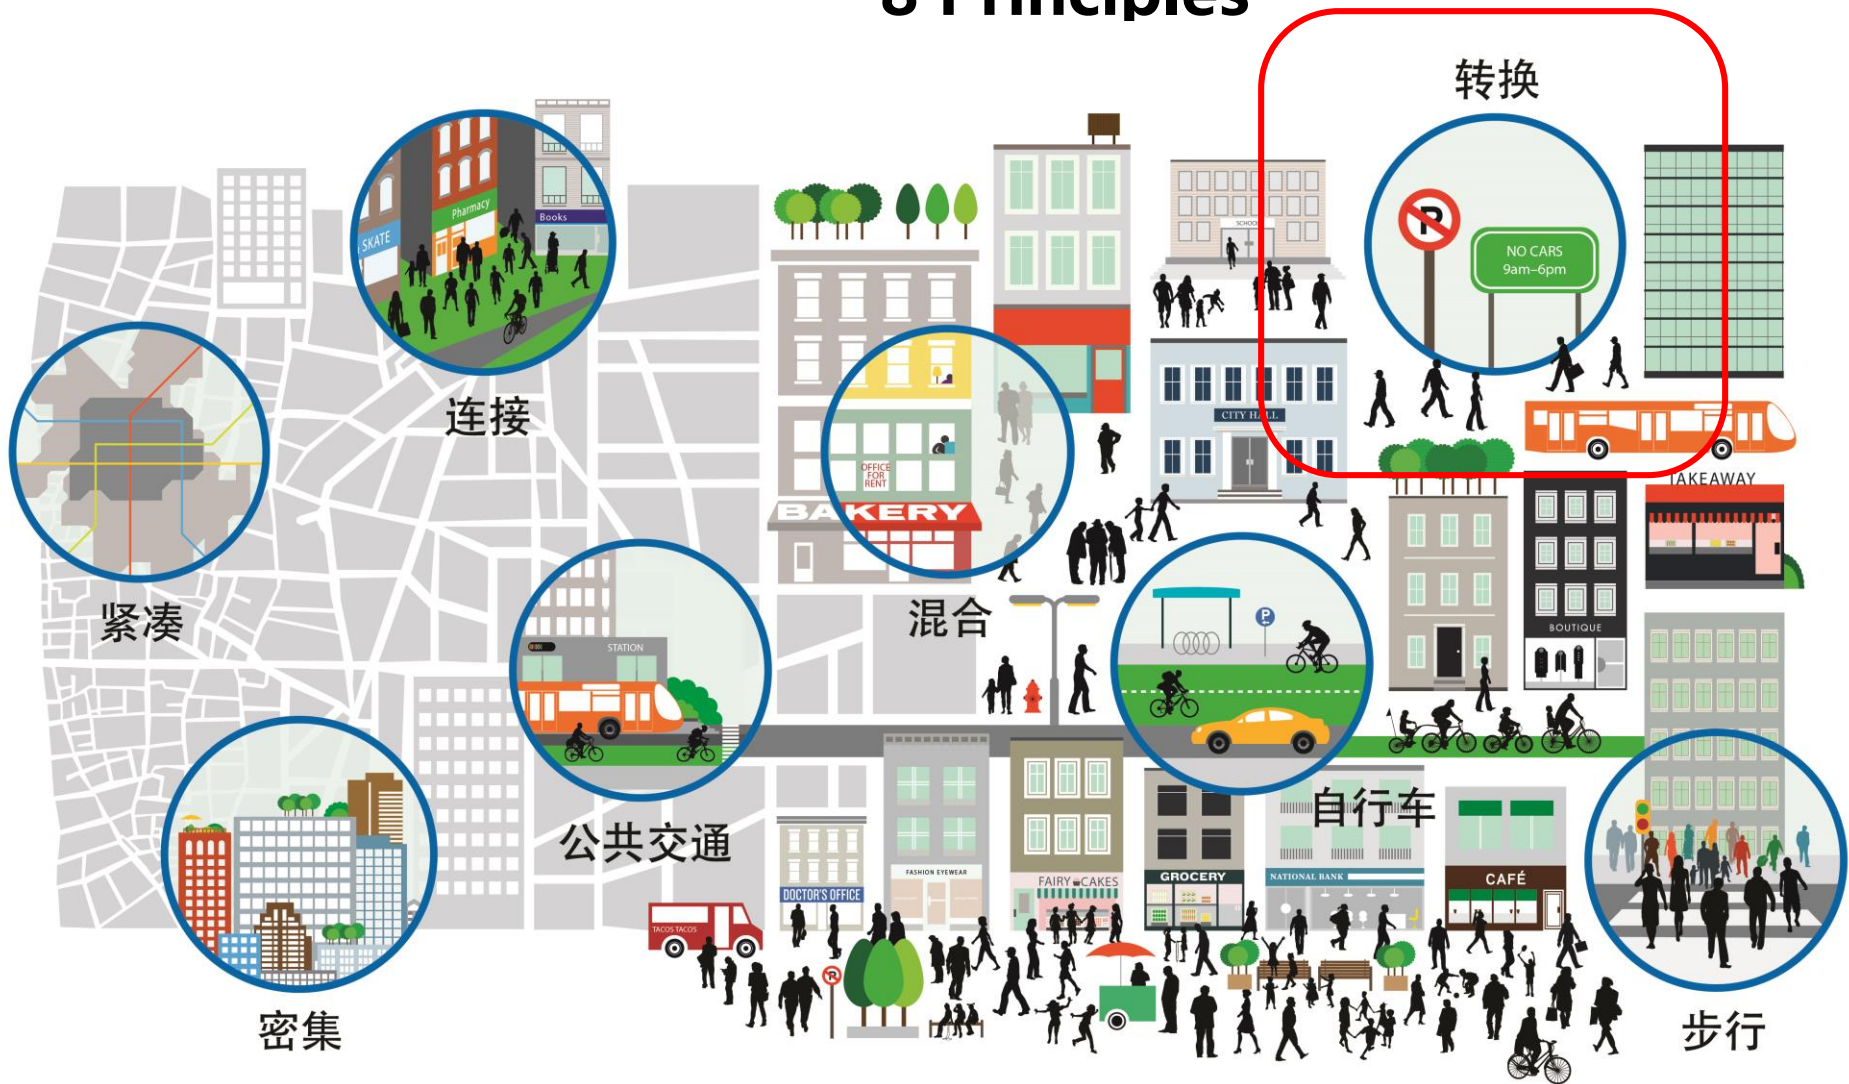 8 Principles
转换
Pharmacy
Books
SKATE
SCHOOL
NO CARS
9am–6pm
连接
CITY HALL
OFFICE
FOR
RENT
BAKERY
TAKEAWAY
紧凑
混合
P
BOUTIQUE
STATION
自行车
公共交通
DOCTOR'S OFFICE
FASHION EYEWEAR
FAIRY CAKES
GROCERY
NATIONAL BANK
CAFÉ
TACOS TACOS
密集
步行